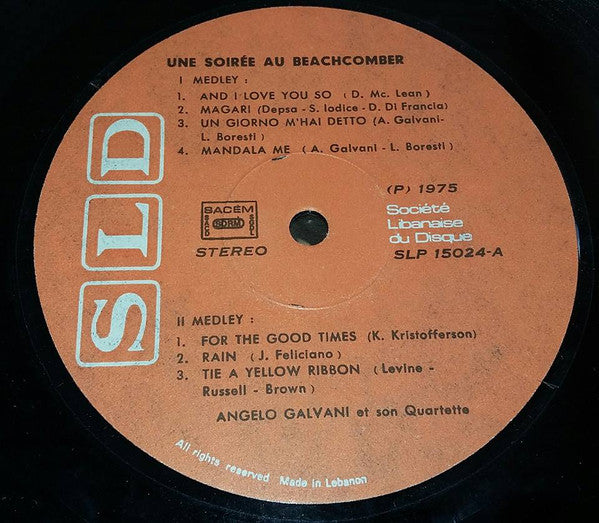 UNE SOIRÉE AU BEACHCOMBER
I MEDLEY :
1. AND I LOVE YOU SO ( D. Mc. Lean )
2. MAGARI (Depsa - S. Iodice - D. Di Francia)
3 UN GIORNO M'HAI DETTO (A. Galvani-
L. Boresti )
4. MANDALA ME ( A. Galvani - L. Boresti )
(P) 1975
SLD
SACEM
SACD SDRM SGDL
STEREO
Société
Libanaise
du Disque
SLP 15024-A
II MEDLEY :
1. FOR THE GOOD TIMES (K. Kristofferson)
2. RAIN ( J. Feliciano )
3. TIE A YELLOW RIBBON ( Levine -
Russell - Brown )
ANGELO GALVANI et son Quartette
All rights reserved Made in Lebanon